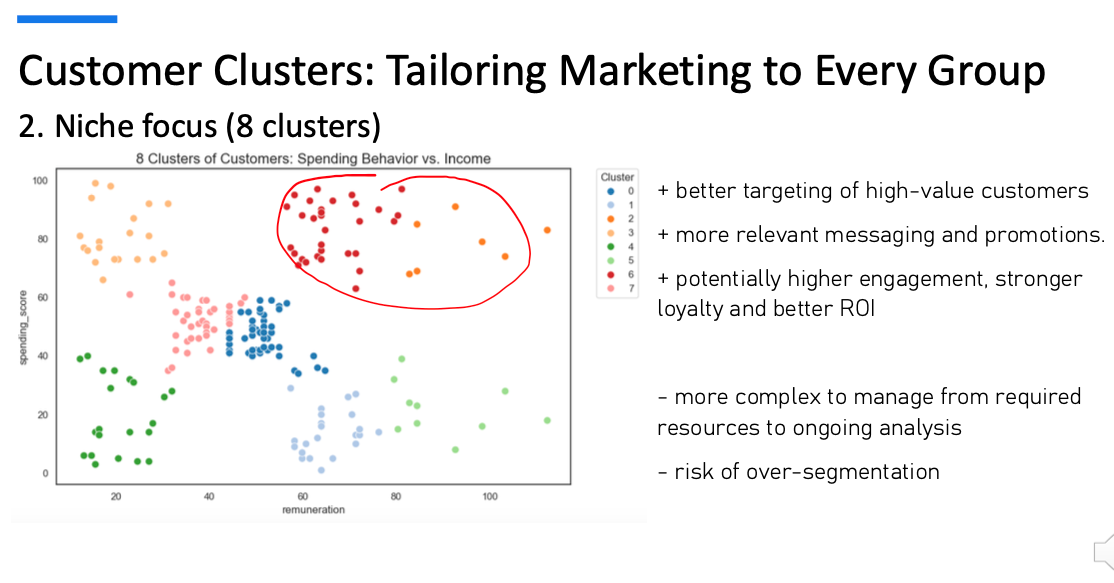 Customer Clusters: Tailoring Marketing to Every Group
2. Niche focus (8 clusters)
8 Clusters of Customers: Spending Behavior vs. Income
100
80
60
40
20
0
spending_score
20
40
60
80
100
remuneration
Cluster
0
1
2
3
4
5
6
7
+ better targeting of high-value customers
+ more relevant messaging and promotions.
+ potentially higher engagement, stronger
loyalty and better ROI
- more complex to manage from required
resources to ongoing analysis
- risk of over-segmentation